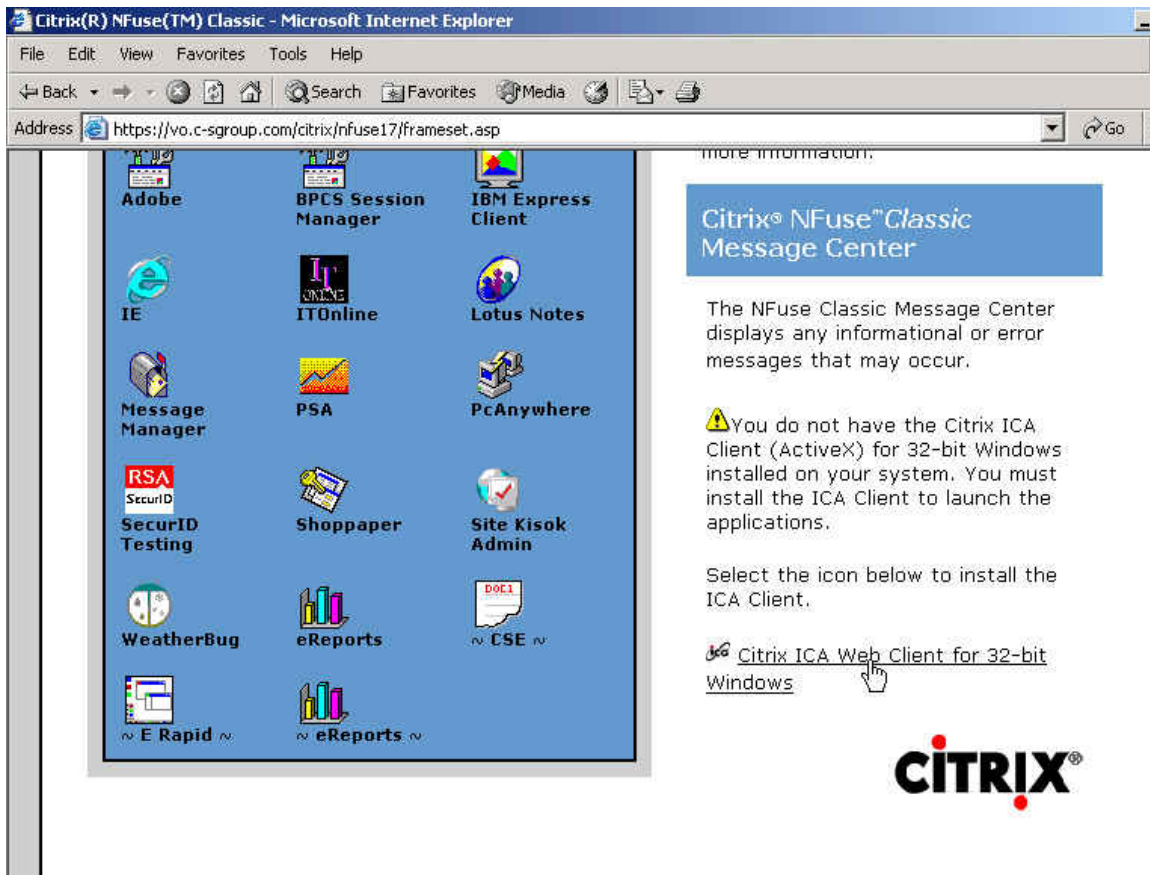 Citrix(R) NFuse(TM) Classic - Microsoft Internet Explorer
File Edit View Favorites Tools Help
Back Search Favorites Media
Address https://vo.c-sgroup.com/citrix/nfuse17/frameset.asp Go
Adobe
BPCS Session
Manager
IBM Express
Client
IE
IT
ONLINE
ITOnline
Lotus Notes
Message
Manager
PSA
PcAnywhere
RSA
SecurID
SecurID
Testing
Shoppaper
Site Kisok
Admin
WeatherBug
eReports
DOC1
~ CSE ~
~ E Rapid ~
~ eReports ~
more information.
Citrix® NFuse™Classic
Message Center
The NFuse Classic Message Center
displays any informational or error
messages that may occur.
You do not have the Citrix ICA
Client (ActiveX) for 32-bit Windows
installed on your system. You must
install the ICA Client to launch the
applications.
Select the icon below to install the
ICA Client.
ica Citrix ICA Web Client for 32-bit
Windows
CITRIX®